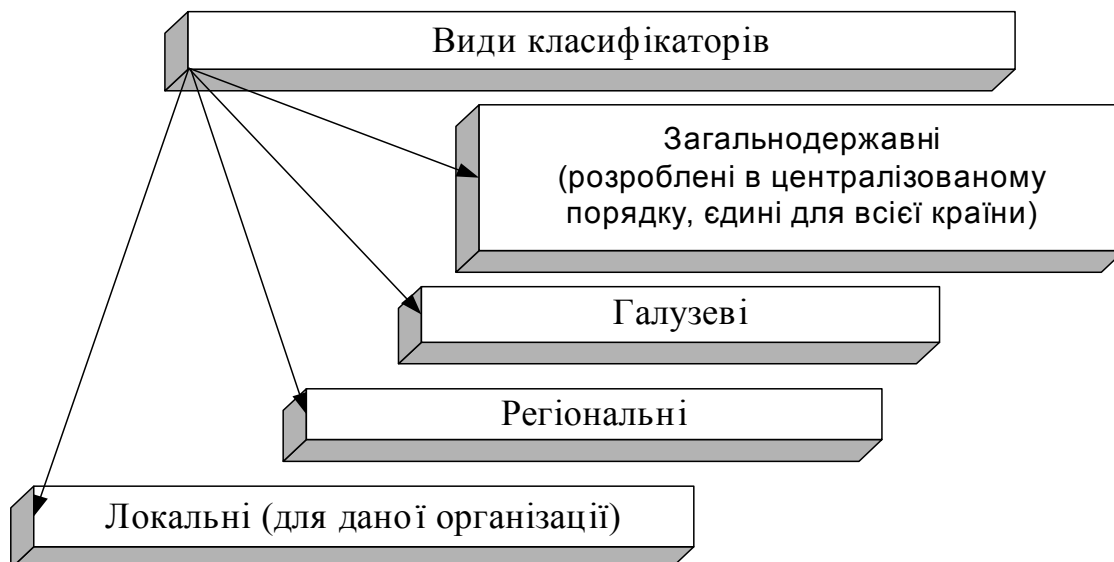 Види класифікаторів
Загальнодержавні
(розроблені в централізованому
порядку, єдині для всієї країни)
Галузеві
Регіональні
Локальні (для даної організації)